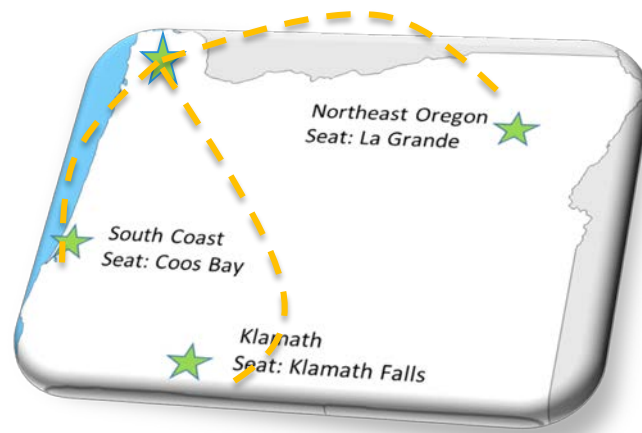 Northeast Oregon
Seat: La Grande
South Coast
Seat: Coos Bay
Klamath
Seat: Klamath Falls